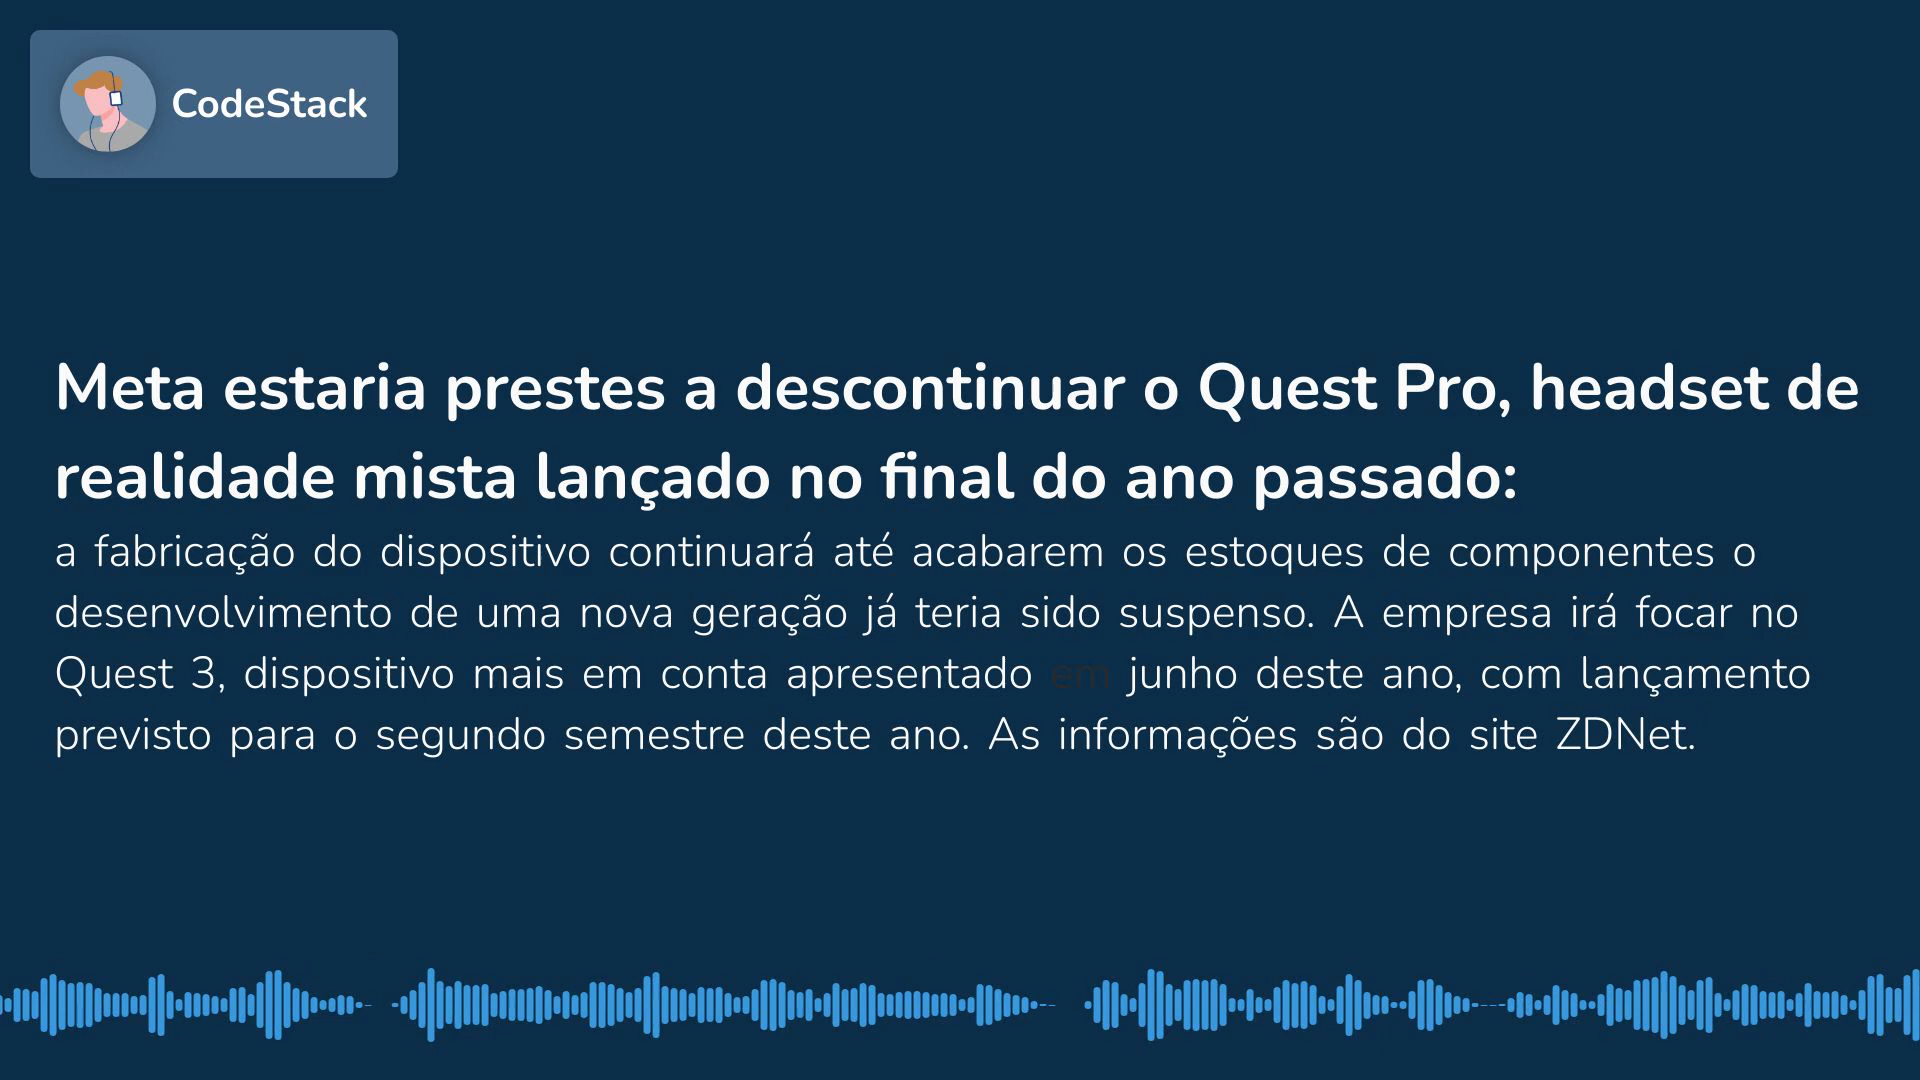 CodeStack
Meta estaria prestes a descontinuar o Quest Pro, headset de
realidade mista lançado no final do ano passado:
a fabricação do dispositivo continuará até acabarem os estoques de componentes o
desenvolvimento de uma nova geração já teria sido suspenso. A empresa irá focar no
Quest 3, dispositivo mais em conta apresentado em junho deste ano, com lançamento
previsto para o segundo semestre deste ano. As informações são do site ZDNet.